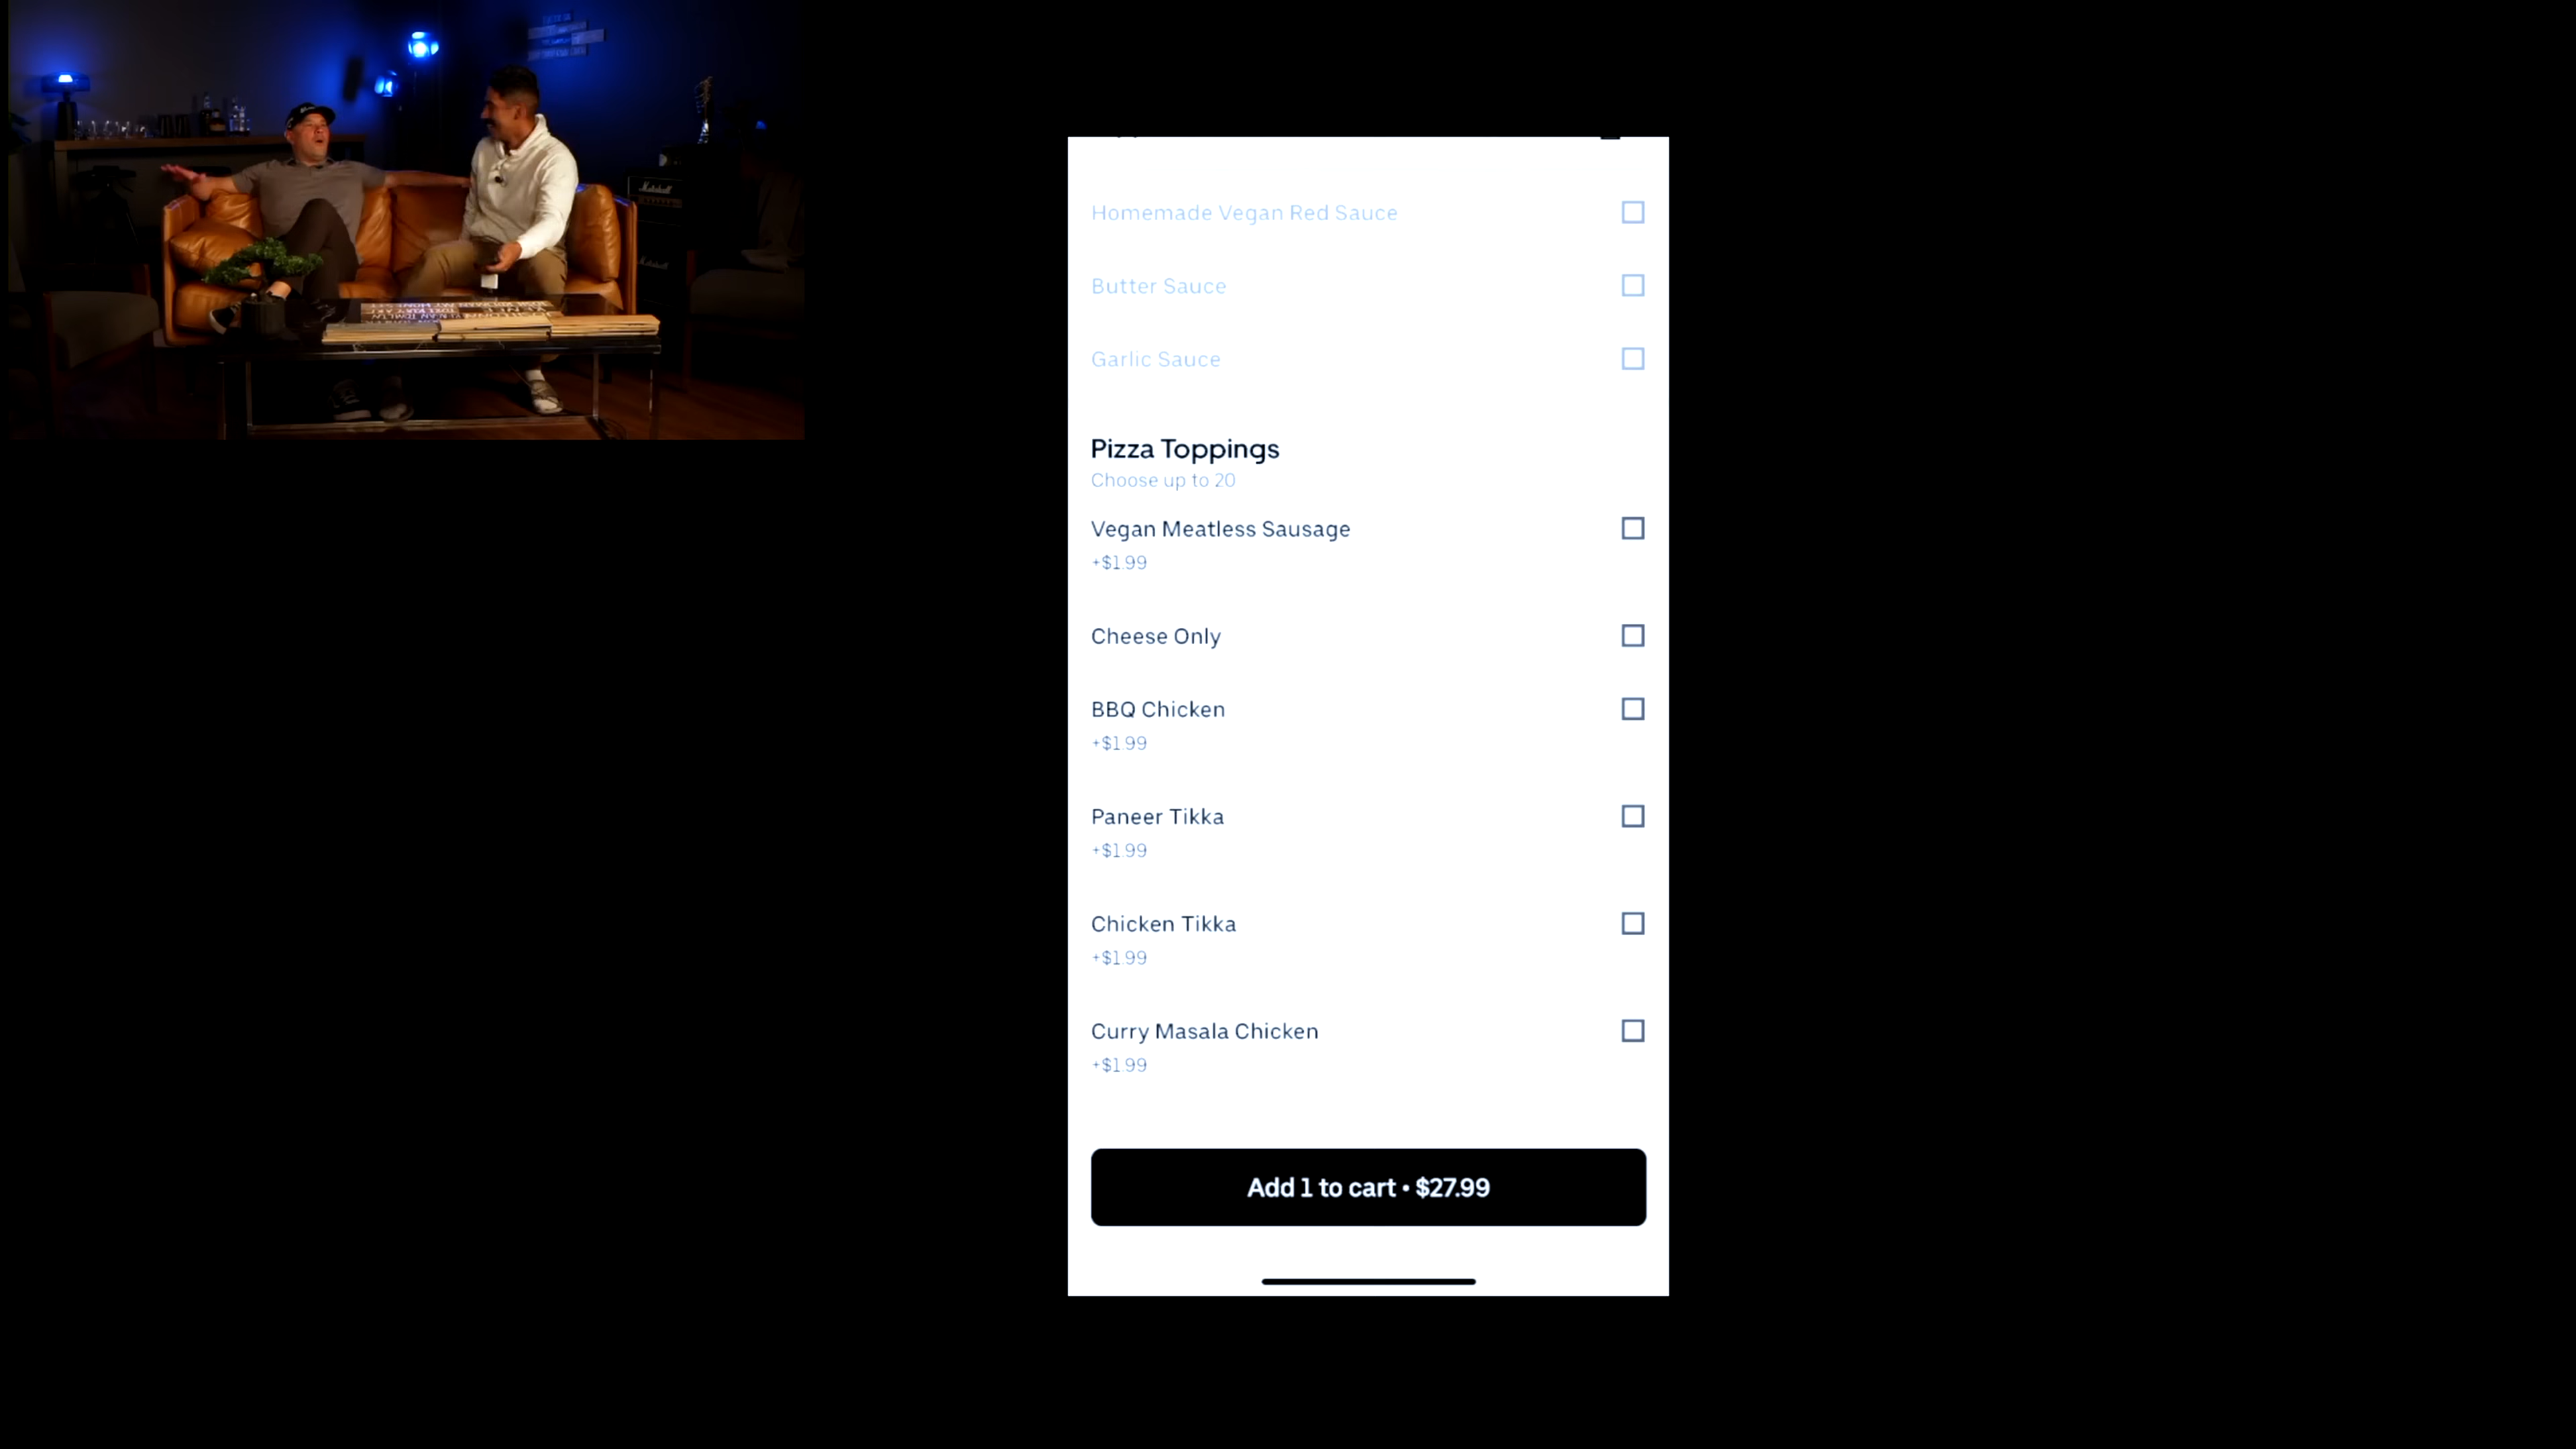 Marshall
Homemade Vegan Red Sauce
Butter Sauce
Garlic Sauce
Pizza Toppings
Choose up to 20
Vegan Meatless Sausage
+$1.99
Cheese Only
BBQ Chicken
+$1.99
Paneer Tikka
+$1.99
Chicken Tikka
+$1.99
Curry Masala Chicken
+$1.99
Add 1 to cart • $27.99